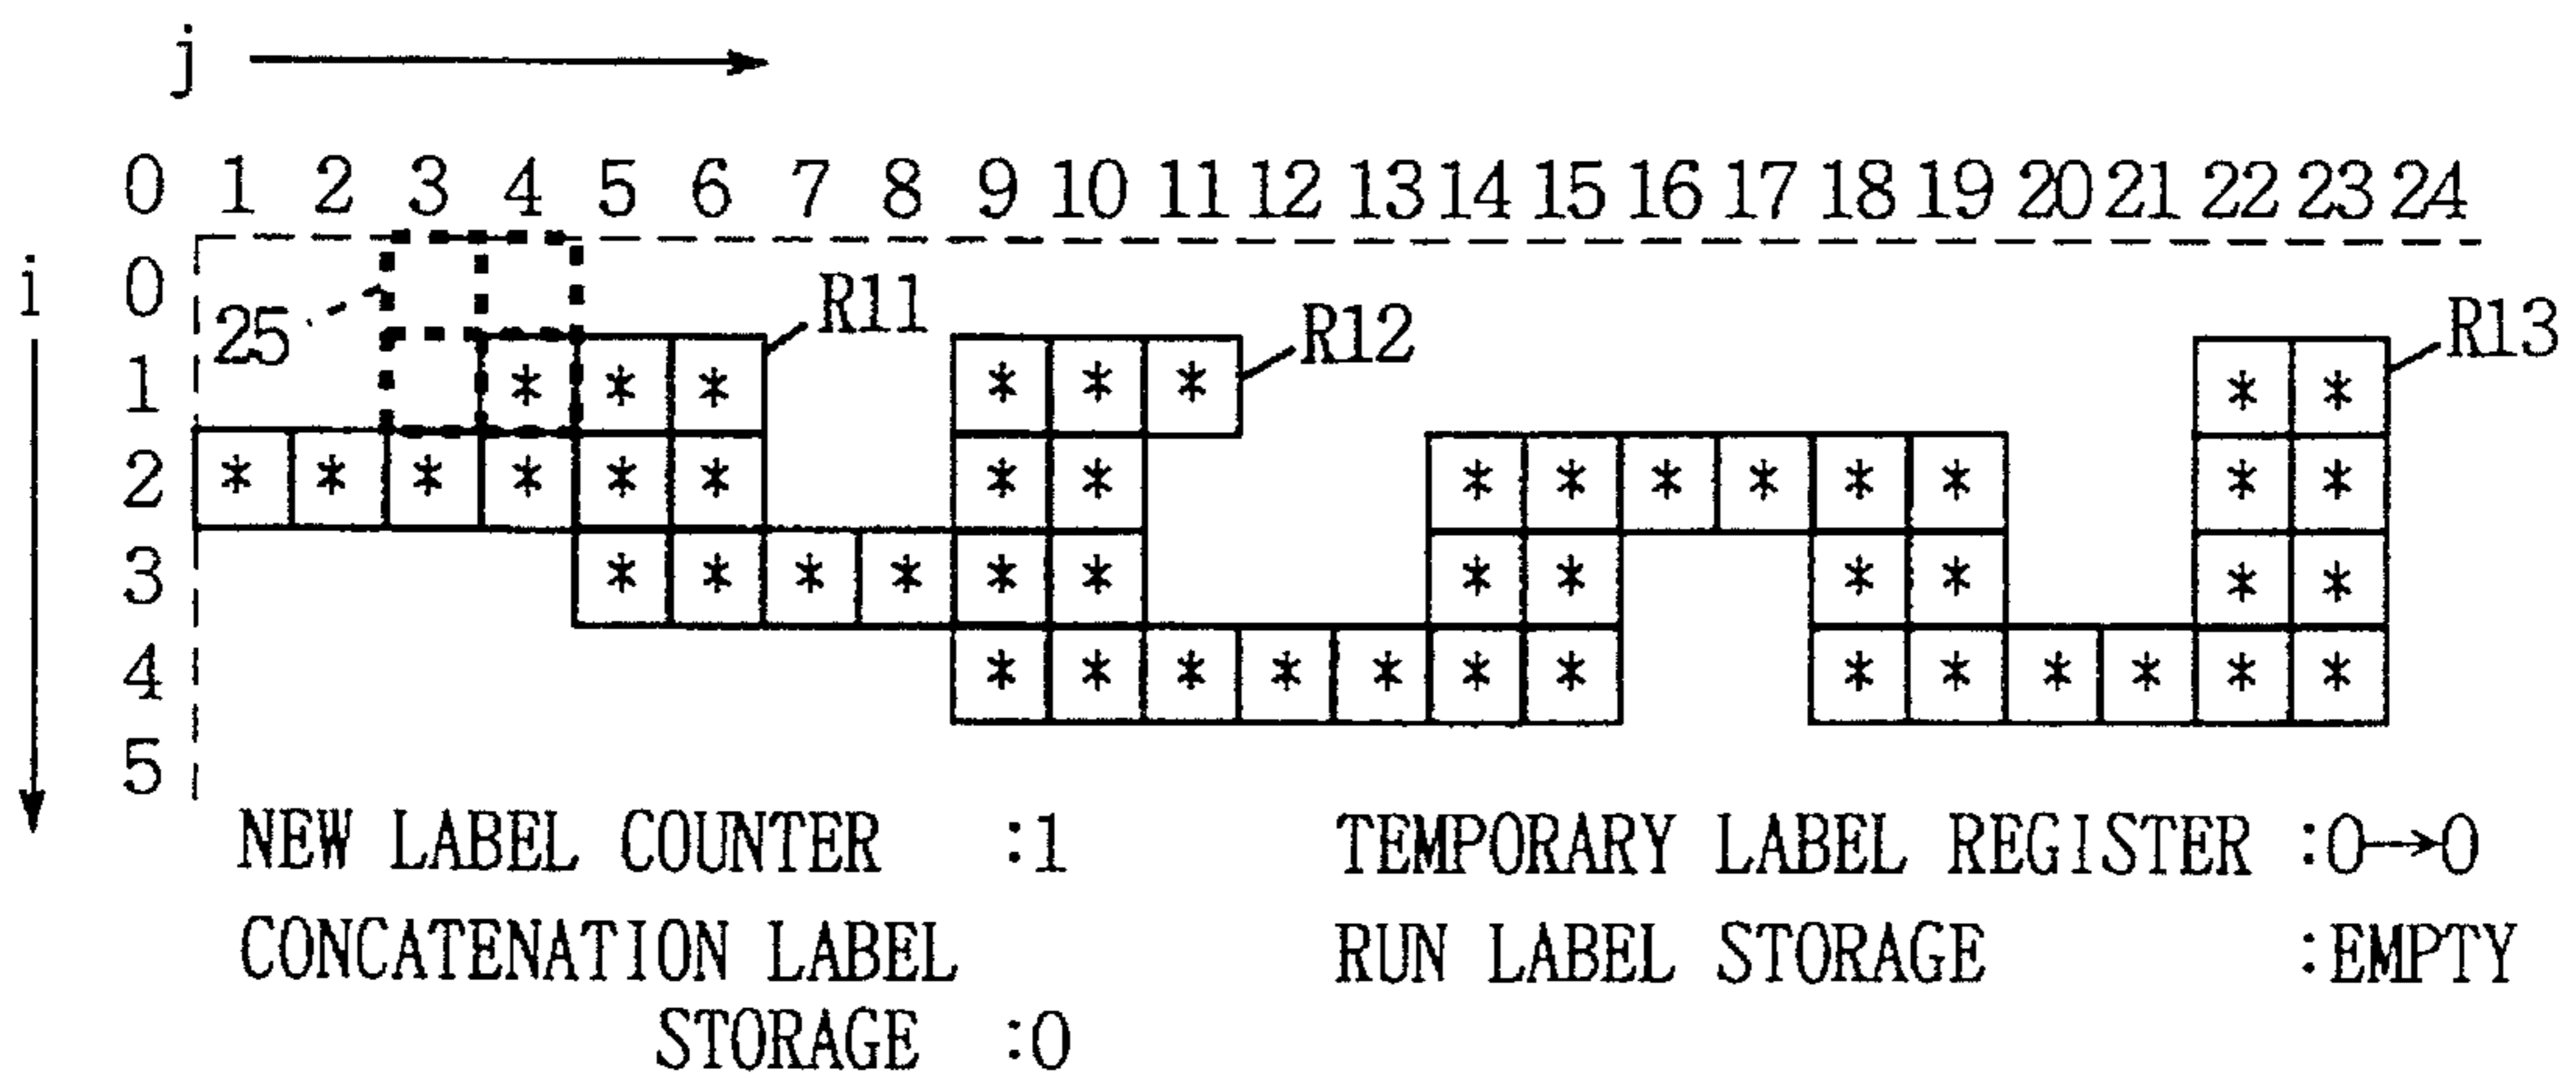 j
0 1 2 3 4 5 6 7 8 9 10 11 12 13 14 15 16 17 18 19 20 21 22 23 24
i 0
25 R11 R12 R13
1 * * * * * * * *
2 * * * * * * * * * * * * * * * *
3 * * * * * * * * * * * *
4 * * * * * * * * * * * * *
5
NEW LABEL COUNTER :1 TEMPORARY LABEL REGISTER :0→0
CONCATENATION LABEL RUN LABEL STORAGE :EMPTY
STORAGE :0